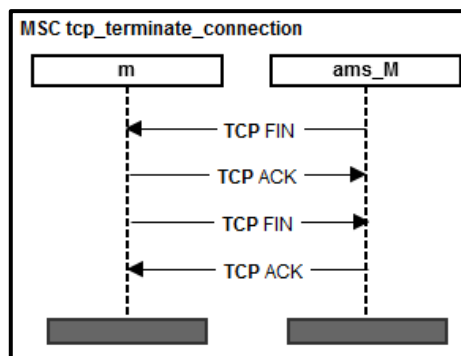 MSC tcp_terminate_connection
m
ams_M
TCP FIN
TCP ACK
TCP FIN
TCP ACK